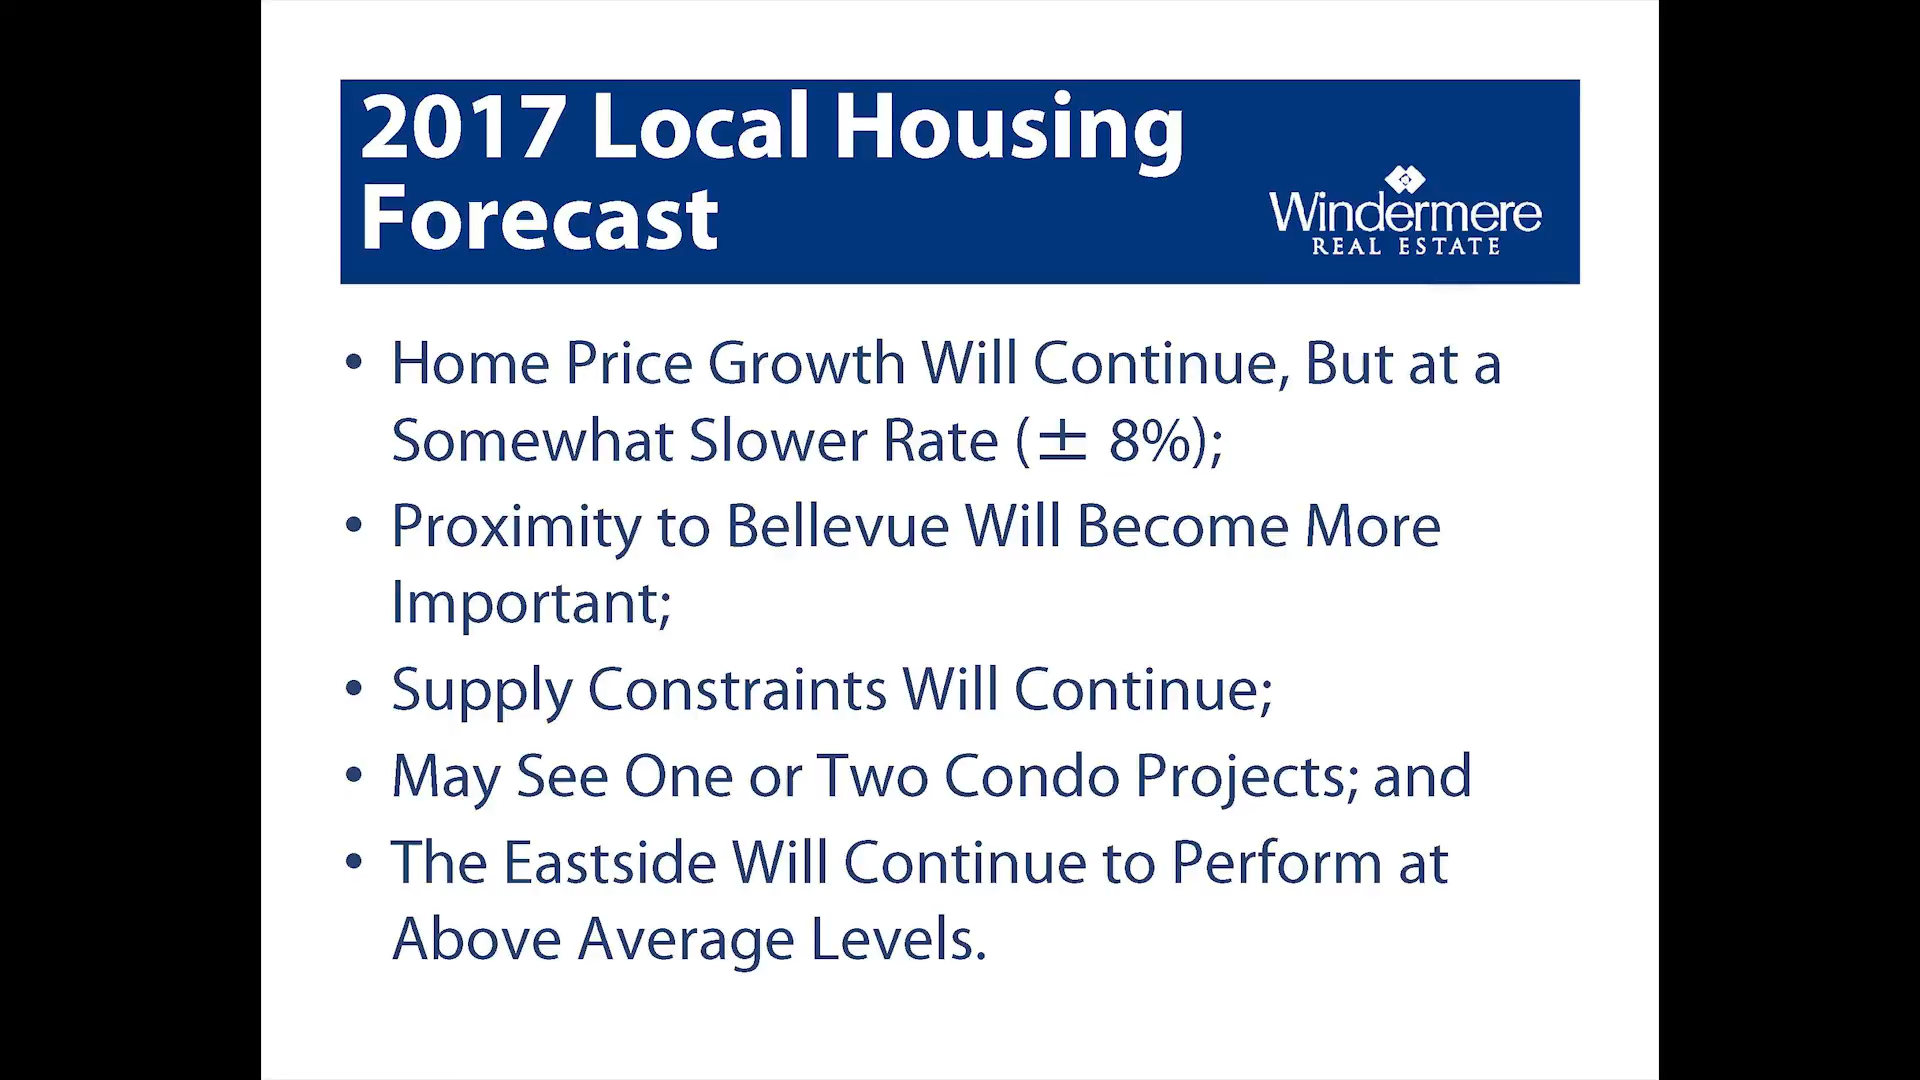 2017 Local Housing
Forecast
Windermere
REAL ESTATE
• Home Price Growth Will Continue, But at a
Somewhat Slower Rate (± 8%);
• Proximity to Bellevue Will Become More
Important;
• Supply Constraints Will Continue;
• May See One or Two Condo Projects; and
• The Eastside Will Continue to Perform at
Above Average Levels.